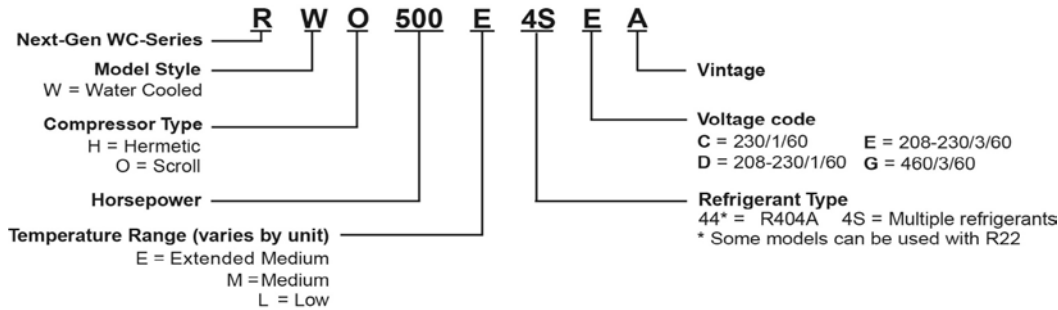 R W O 500 E 4S E A
Next-Gen WC-Series
Model Style
W = Water Cooled
Compressor Type
H = Hermetic
O = Scroll
Horsepower
Temperature Range (varies by unit)
E = Extended Medium
M =Medium
L = Low
Vintage
Voltage code
C = 230/1/60 E = 208-230/3/60
D = 208-230/1/60 G = 460/3/60
Refrigerant Type
44* = R404A 4S = Multiple refrigerants
* Some models can be used with R22